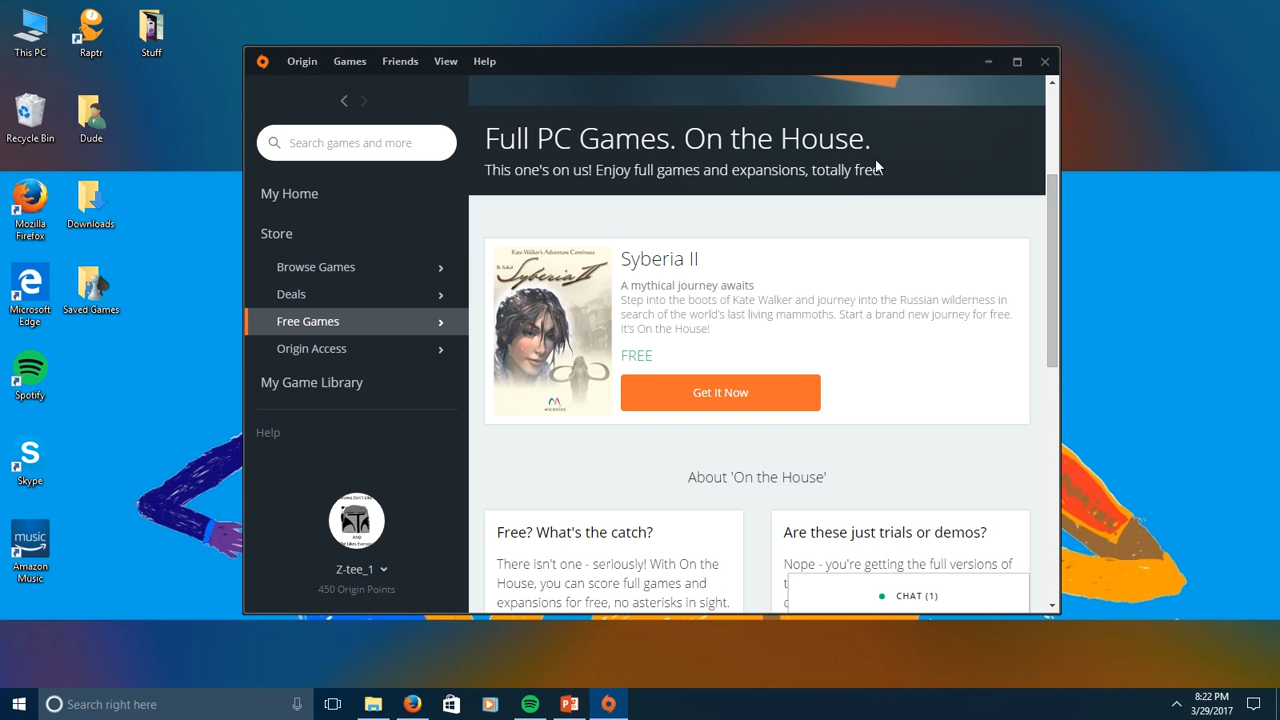 This PC
Raptr
Stuff
Recycle Bin
Dude
Mozilla
Firefox
Downloads
Microsoft
Edge
Saved Games
Spotify
Skype
music
Amazon
Music
Origin Games Friends View Help
Search games and more
My Home
Store
Browse Games
Deals
Free Games
Origin Access
My Game Library
Help
Z-tee_1
450 Origin Points
Full PC Games. On the House.
This one's on us! Enjoy full games and expansions, totally free.
Kate Walker's Adventure Continues
B. Sokal
Syberia II
MICROÏDS
Syberia II
A mythical journey awaits
Step into the boots of Kate Walker and journey into the Russian wilderness in
search of the world's last living mammoths. Start a brand new journey for free.
It's On the House!
FREE
Get It Now
About 'On the House'
Free? What's the catch?
There isn't one - seriously! With On the
House, you can score full games and
expansions for free, no asterisks in sight.
Are these just trials or demos?
Nope - you're getting the full versions of
CHAT (1)
Search right here
8:22 PM
3/29/2017